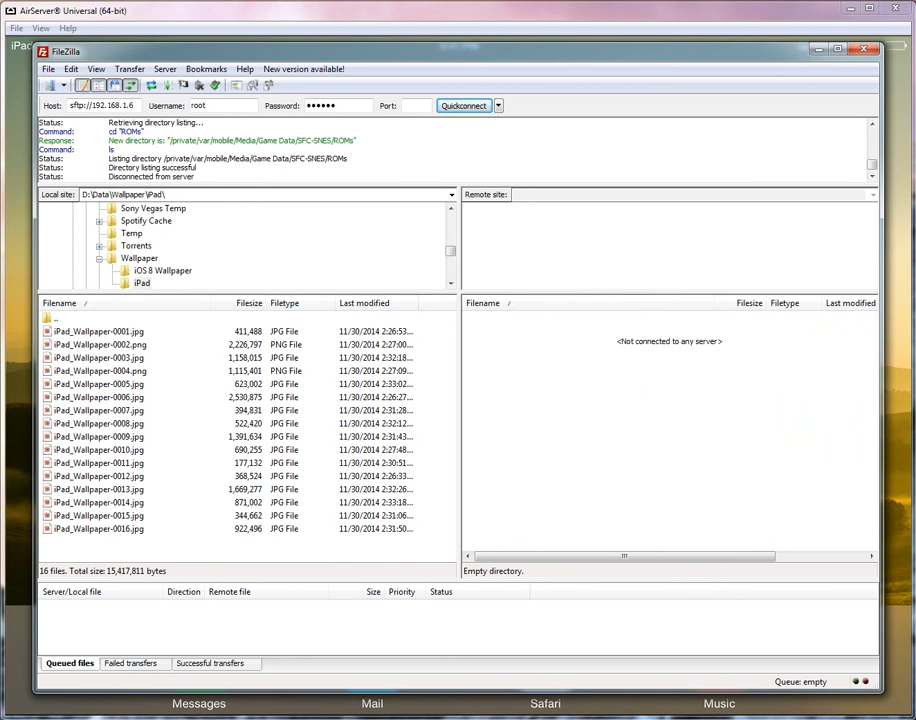 AirServer® Universal (64-bit)
File View Help
iPad
FileZilla
File Edit View Transfer Server Bookmarks Help New version available!
Host: sftp://192.168.1.6 Username: root Password: •••••• Port: Quickconnect
Status: Retrieving directory listing...
Command: cd "ROMs"
Response: New directory is: "/private/var/mobile/Media/Game Data/SFC-SNES/ROMs"
Command: ls
Status: Listing directory /private/var/mobile/Media/Game Data/SFC-SNES/ROMs
Status: Directory listing successful
Status: Disconnected from server
Local site: D:\Data\Wallpaper\iPad\ Remote site:
Sony Vegas Temp
Spotify Cache
Temp
Torrents
Wallpaper
iOS 8 Wallpaper
iPad
Filename / Filesize Filetype Last modified Filename / Filesize Filetype Last modified
..
iPad_Wallpaper-0001.jpg 411,488 JPG File 11/30/2014 2:26:53...
<Not connected to any server>
iPad_Wallpaper-0002.png 2,226,797 PNG File 11/30/2014 2:27:00...
iPad_Wallpaper-0003.jpg 1,158,015 JPG File 11/30/2014 2:32:18...
iPad_Wallpaper-0004.png 1,115,401 PNG File 11/30/2014 2:27:09...
iPad_Wallpaper-0005.jpg 623,002 JPG File 11/30/2014 2:33:02...
iPad_Wallpaper-0006.jpg 2,530,875 JPG File 11/30/2014 2:26:27...
iPad_Wallpaper-0007.jpg 394,831 JPG File 11/30/2014 2:31:28...
iPad_Wallpaper-0008.jpg 522,420 JPG File 11/30/2014 2:32:12...
iPad_Wallpaper-0009.jpg 1,391,634 JPG File 11/30/2014 2:31:43...
iPad_Wallpaper-0010.jpg 690,255 JPG File 11/30/2014 2:27:48...
iPad_Wallpaper-0011.jpg 177,132 JPG File 11/30/2014 2:30:51...
iPad_Wallpaper-0012.jpg 368,524 JPG File 11/30/2014 2:26:33...
iPad_Wallpaper-0013.jpg 1,669,277 JPG File 11/30/2014 2:32:26...
iPad_Wallpaper-0014.jpg 871,002 JPG File 11/30/2014 2:33:18...
iPad_Wallpaper-0015.jpg 344,662 JPG File 11/30/2014 2:31:06...
iPad_Wallpaper-0016.jpg 922,496 JPG File 11/30/2014 2:31:50...
16 files. Total size: 15,417,811 bytes Empty directory.
Server/Local file Direction Remote file Size Priority Status
Queued files Failed transfers Successful transfers
Queue: empty
Messages Mail Safari Music